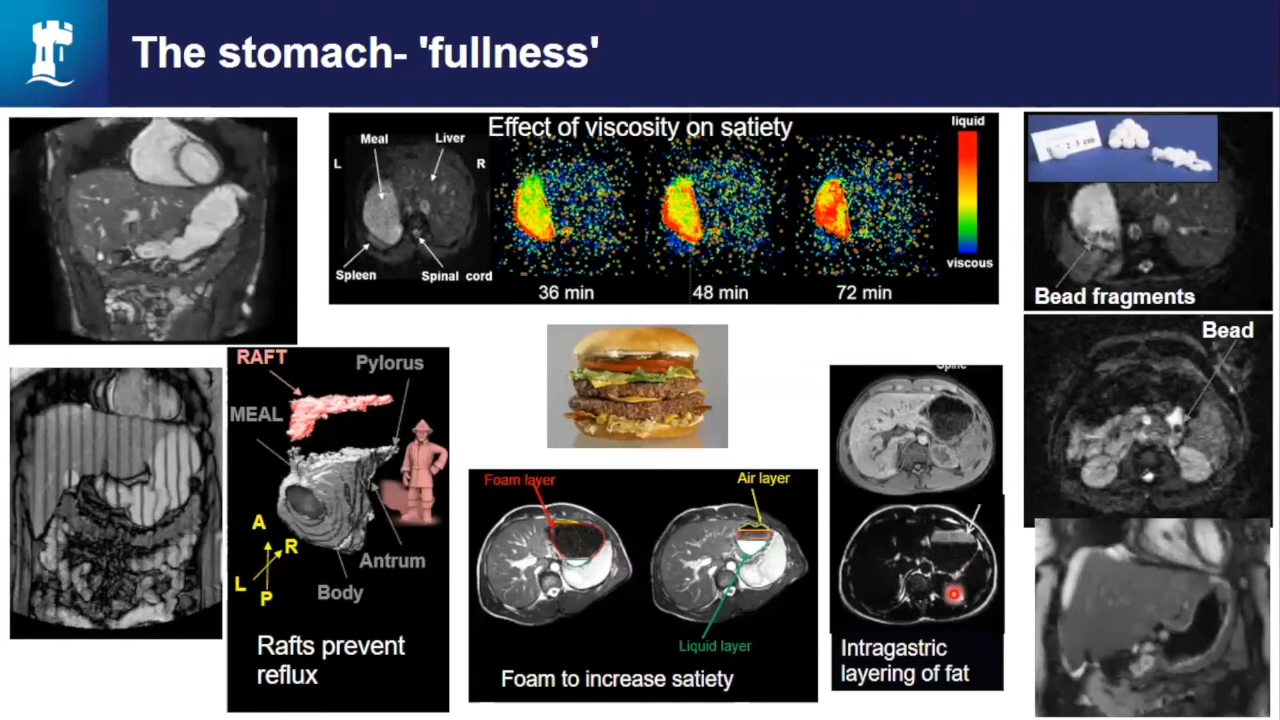 The stomach- 'fullness'
Effect of viscosity on satiety
Meal
Liver
L
R
Spleen
Spinal cord
36 min
48 min
72 min
liquid
viscous
Bead fragments
Bead
RAFT
Pylorus
MEAL
A
R
L
P
Antrum
Body
Rafts prevent
reflux
Foam layer
Air layer
Liquid layer
Foam to increase satiety
Spine
Intragastric
layering of fat